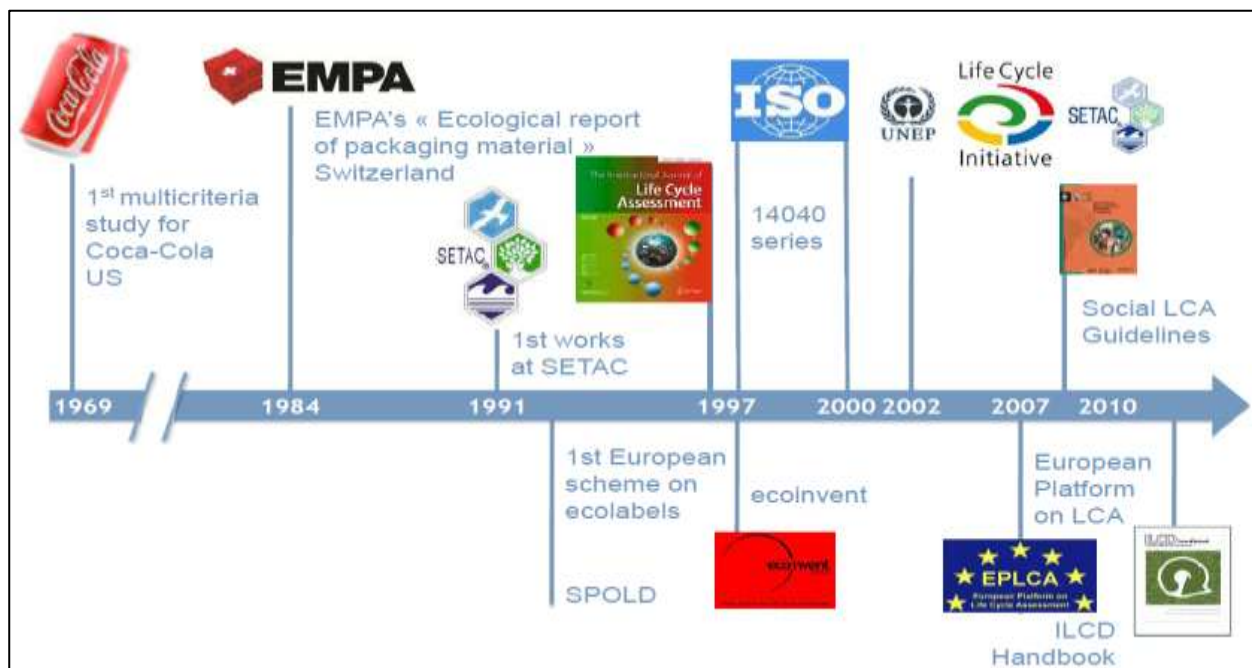 Coca-Cola
EMPA
EMPA's « Ecological report
of packaging material »
Switzerland
1st multicriteria
study for
Coca-Cola
US
SETAC®
1st works
at SETAC
The International Journal of
Life Cycle
Assessment
ISO
14040
series
UNEP
Life Cycle
Initiative
SETAC
Social LCA
Guidelines
1969
1984
1991
1997
2000
2002
2007
2010
1st European
scheme on
ecolabels
SPOLD
ecoinvent
ecoinvent
European
Platform
on LCA
EPLCA
European Platform on
Life Cycle Assessment
ILCD
Handbook
ILCD handbook